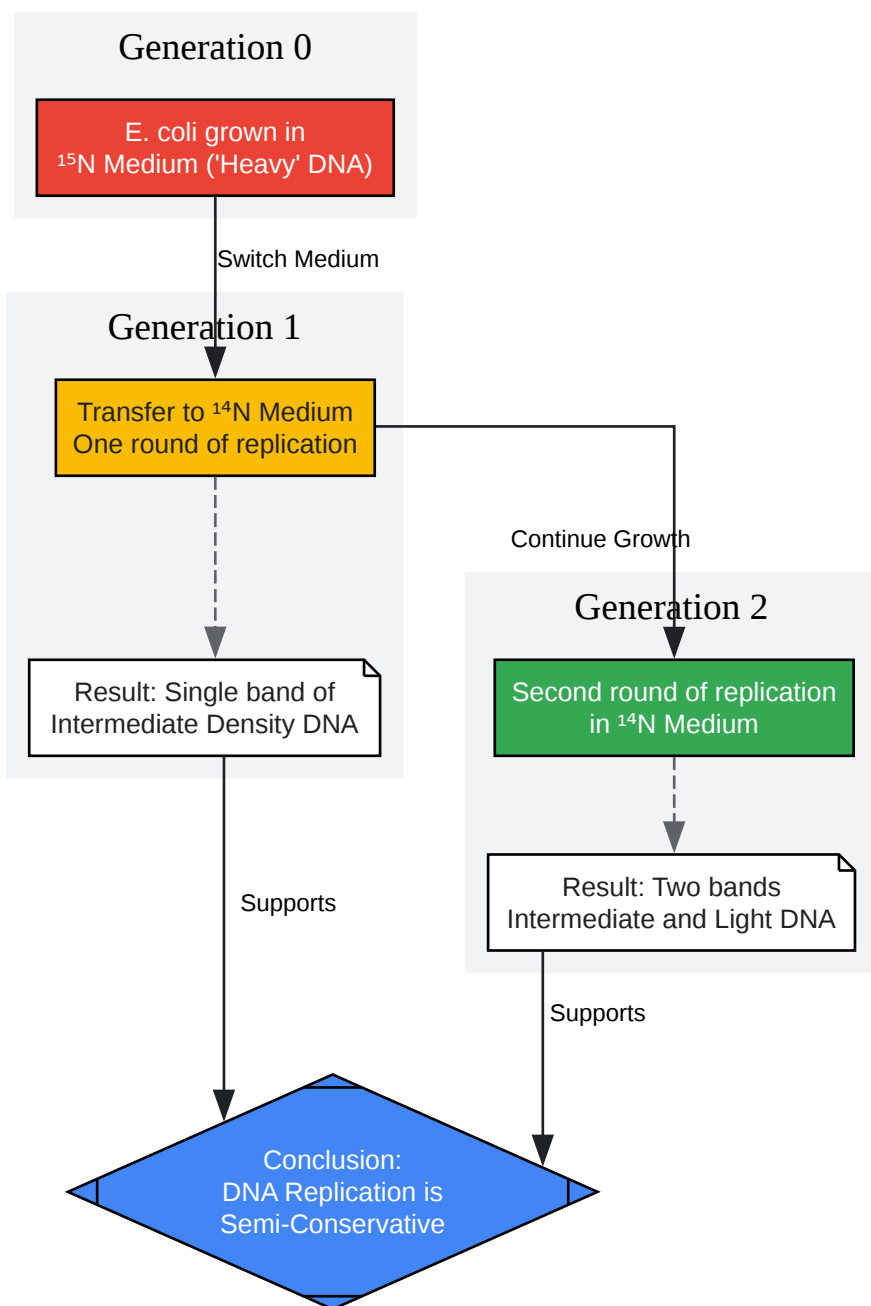 Generation 0
E. coli grown in
¹⁵N Medium ('Heavy' DNA)
Switch Medium
Generation 1
Transfer to ¹⁴N Medium
One round of replication
Continue Growth
Generation 2
Result: Single band of
Intermediate Density DNA
Second round of replication
in ¹⁴N Medium
Supports
Result: Two bands
Intermediate and Light DNA
Supports
Conclusion:
DNA Replication is
Semi-Conservative